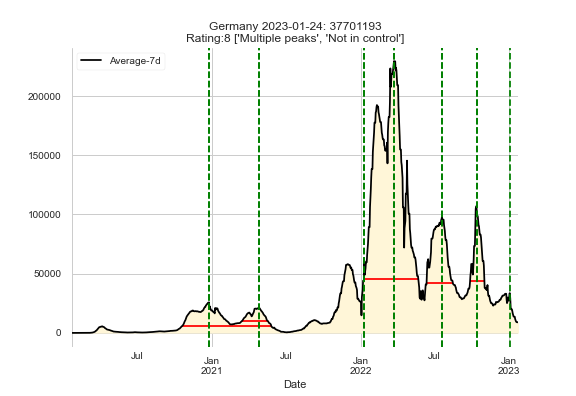 Germany 2023-01-24: 37701193
Rating:8 ['Multiple peaks', 'Not in control']
Average-7d
200000
150000
100000
50000
0
Jul
Jan
2021
Jul
Jan
2022
Jul
Jan
2023
Date